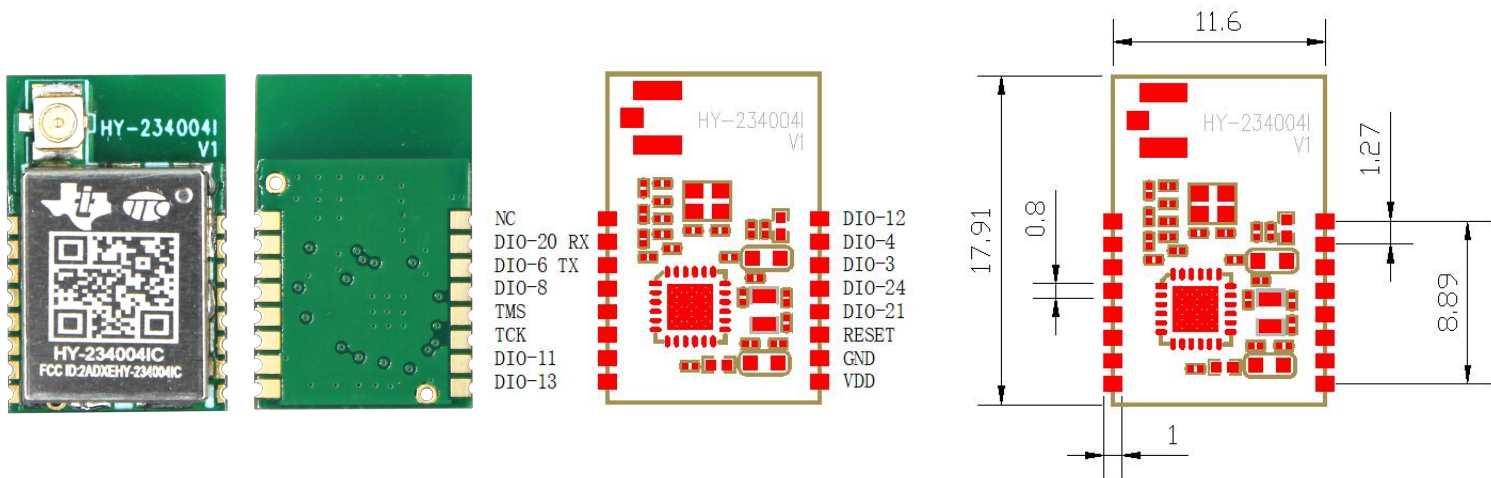 HY-234004I
V1
HY-234004IC
FCC ID:2ADXEHY-234004IC
NC
DIO-20 RX
DIO-6 TX
DIO-8
TMS
TCK
DIO-11
DIO-13
HY-234004I
V1
DIO-12
DIO-4
DIO-3
DIO-24
DIO-21
RESET
GND
VDD
11.6
17.91
0.8
HY-234004I
V1
1.27
8.89
1